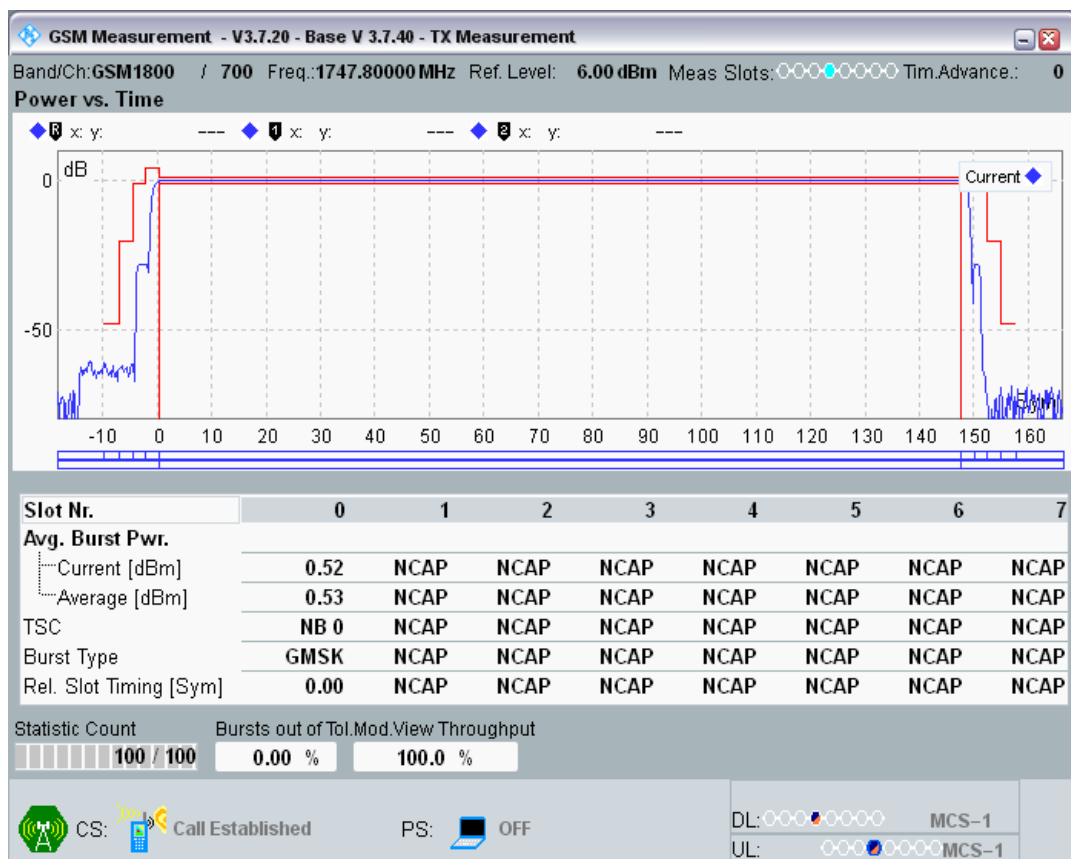 GSM Measurement - V3.7.20 - Base V 3.7.40 - TX Measurement
Band/Ch:GSM1800 / 700 Freq.:1747.80000 MHz Ref. Level: 6.00 dBm Meas Slots: Tim.Advance.: 0
Power vs. Time
R x: y: --- 1 x: y: --- 2 x: y: ---
dB
Current
0
-50
Sym
-10 0 10 20 30 40 50 60 70 80 90 100 110 120 130 140 150 160
Slot Nr. 0 1 2 3 4 5 6 7
Avg. Burst Pwr.
Current [dBm] 0.52 NCAP NCAP NCAP NCAP NCAP NCAP NCAP
Average [dBm] 0.53 NCAP NCAP NCAP NCAP NCAP NCAP NCAP
TSC NB 0 NCAP NCAP NCAP NCAP NCAP NCAP NCAP
Burst Type GMSK NCAP NCAP NCAP NCAP NCAP NCAP NCAP
Rel. Slot Timing [Sym] 0.00 NCAP NCAP NCAP NCAP NCAP NCAP NCAP
Statistic Count Bursts out of Tol.Mod.View Throughput
100 / 100 0.00 % 100.0 %
CS: Call Established PS: OFF
DL: MCS-1
UL: MCS-1